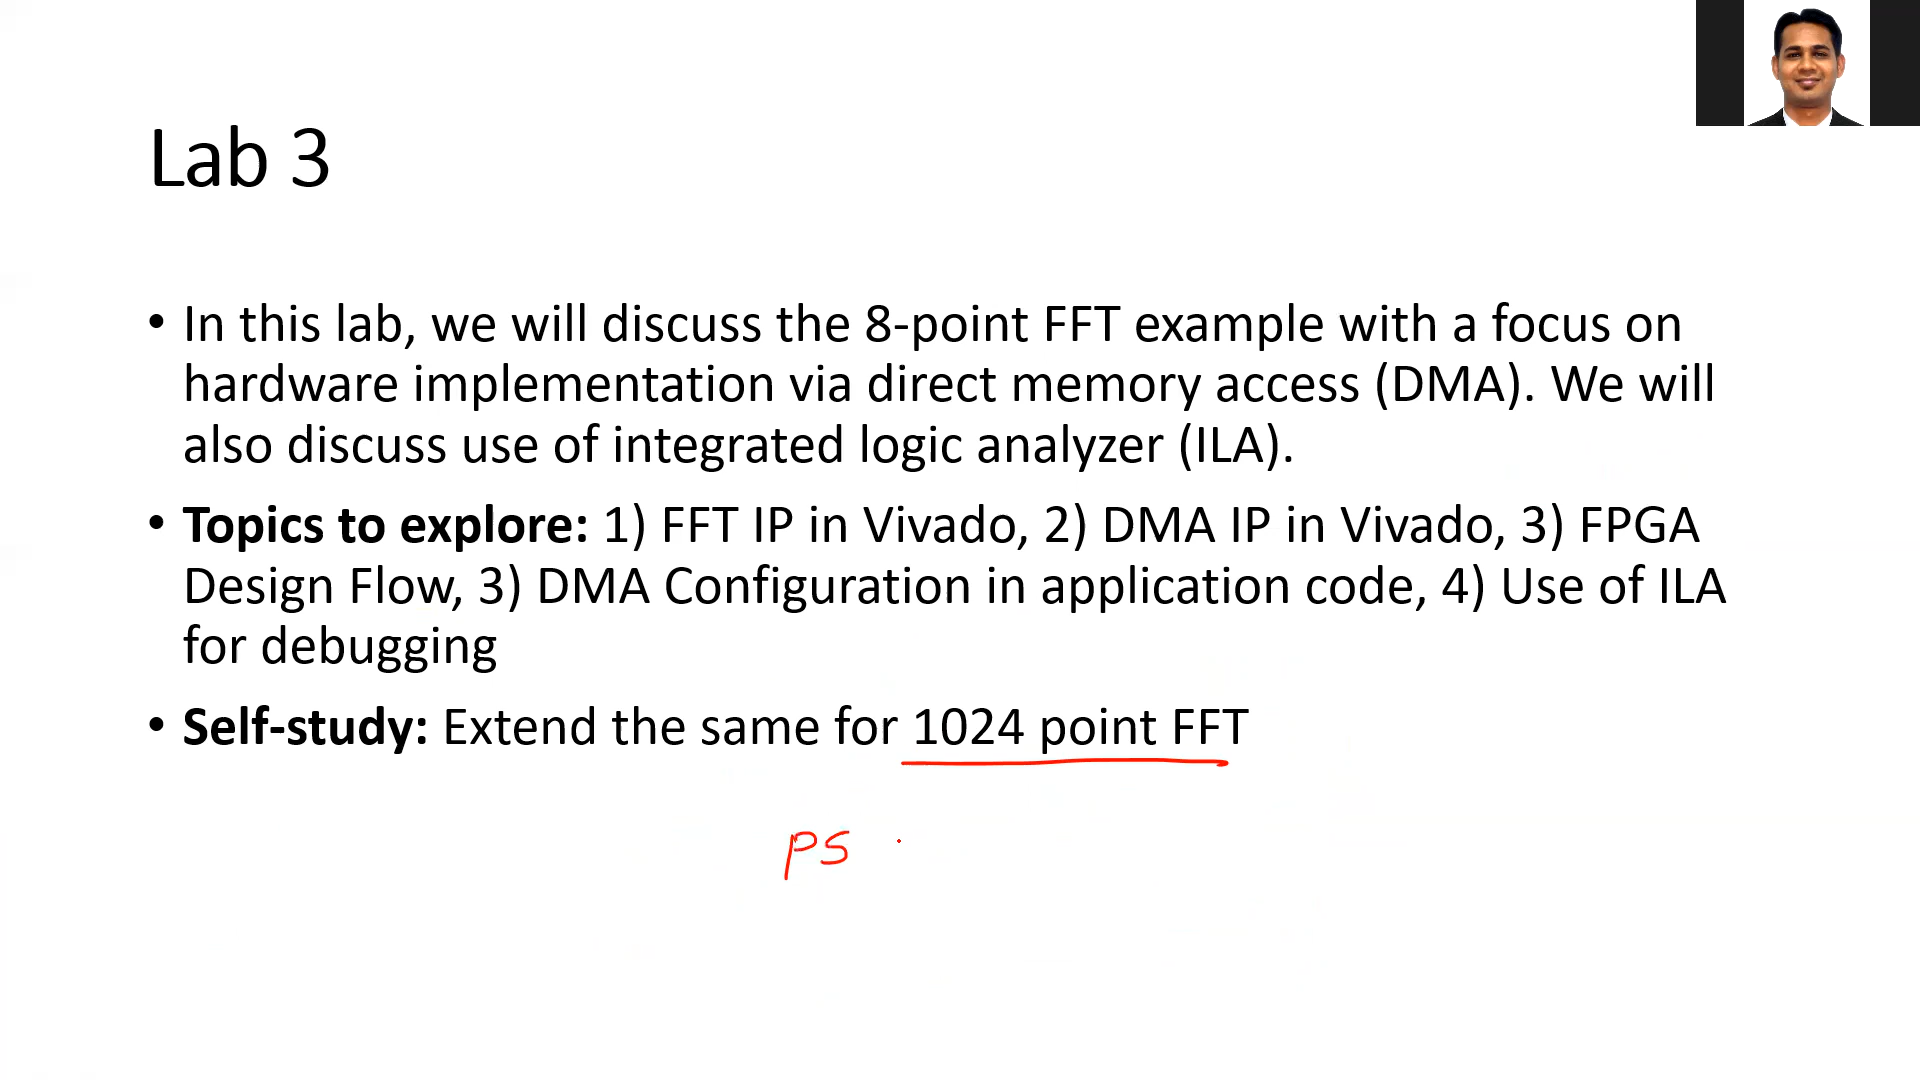 Lab 3
• In this lab, we will discuss the 8-point FFT example with a focus on
hardware implementation via direct memory access (DMA). We will
also discuss use of integrated logic analyzer (ILA).
• Topics to explore: 1) FFT IP in Vivado, 2) DMA IP in Vivado, 3) FPGA
Design Flow, 3) DMA Configuration in application code, 4) Use of ILA
for debugging
• Self-study: Extend the same for 1024 point FFT
PS